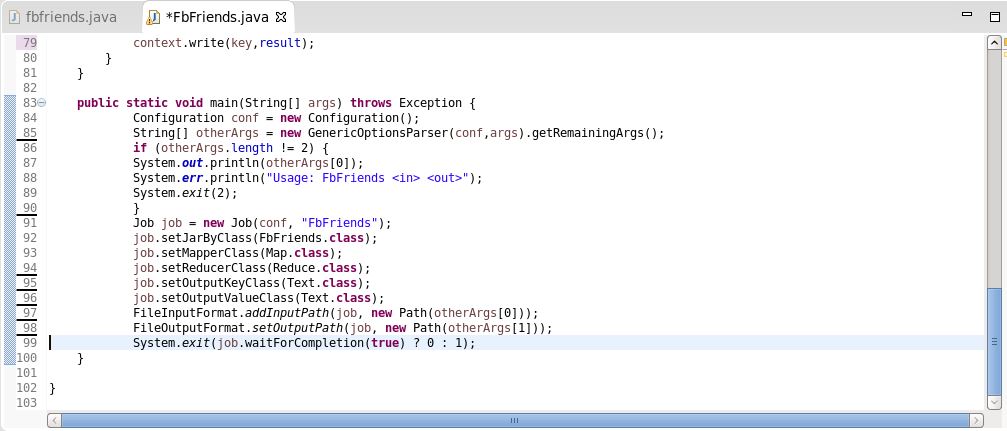 fbfriends.java *FbFriends.java
79 context.write(key,result);
80 }
81 }
82
83 public static void main(String[] args) throws Exception {
84 Configuration conf = new Configuration();
85 String[] otherArgs = new GenericOptionsParser(conf,args).getRemainingArgs();
86 if (otherArgs.length != 2) {
87 System.out.println(otherArgs[0]);
88 System.err.println("Usage: FbFriends <in> <out>");
89 System.exit(2);
90 }
91 Job job = new Job(conf, "FbFriends");
92 job.setJarByClass(FbFriends.class);
93 job.setMapperClass(Map.class);
94 job.setReducerClass(Reduce.class);
95 job.setOutputKeyClass(Text.class);
96 job.setOutputValueClass(Text.class);
97 FileInputFormat.addInputPath(job, new Path(otherArgs[0]));
98 FileOutputFormat.setOutputPath(job, new Path(otherArgs[1]));
99 System.exit(job.waitForCompletion(true) ? 0 : 1);
100 }
101
102 }
103